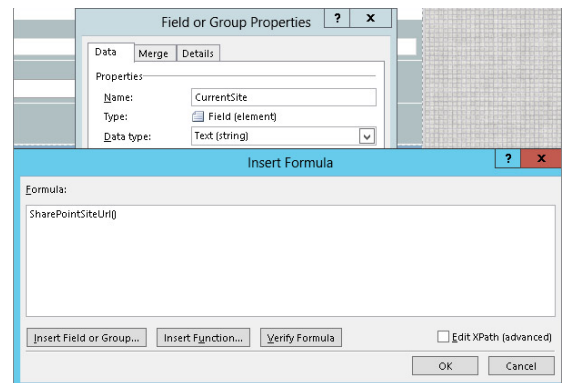 Field or Group Properties ? x
Data Merge Details
Properties
Name: CurrentSite
Type: Field (element)
Data type: Text (string)
Insert Formula ? x
Formula:
SharePointSiteUrl()
Insert Field or Group... Insert Function... Verify Formula Edit XPath (advanced)
OK Cancel